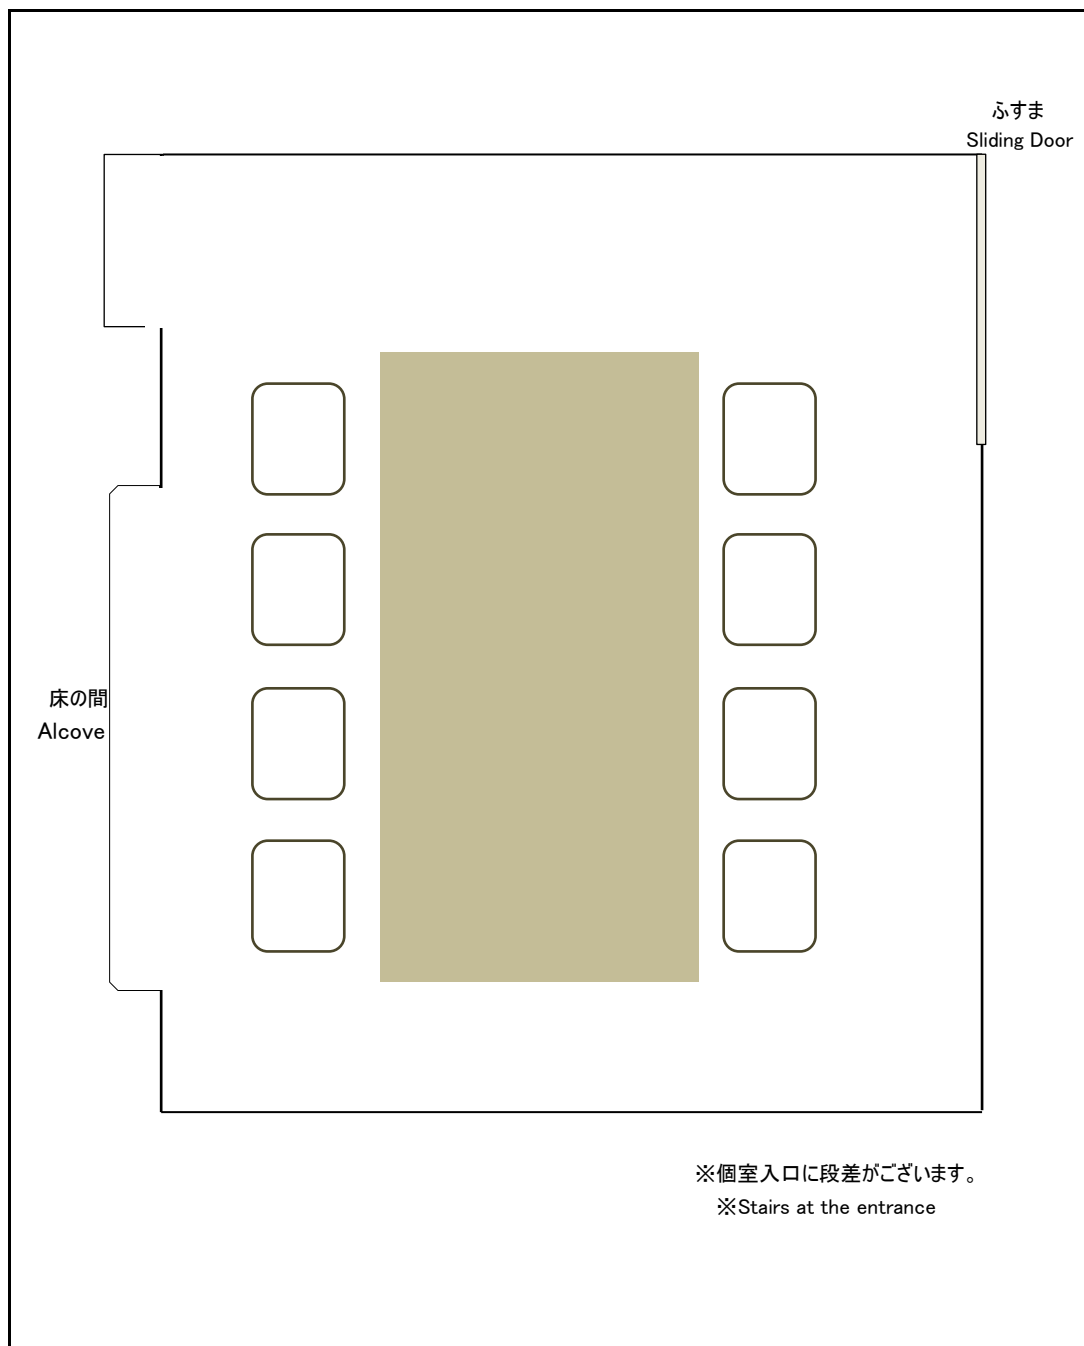 ふすま
Sliding Door
床の間
Alcove
※個室入口に段差がございます。
※Stairs at the entrance